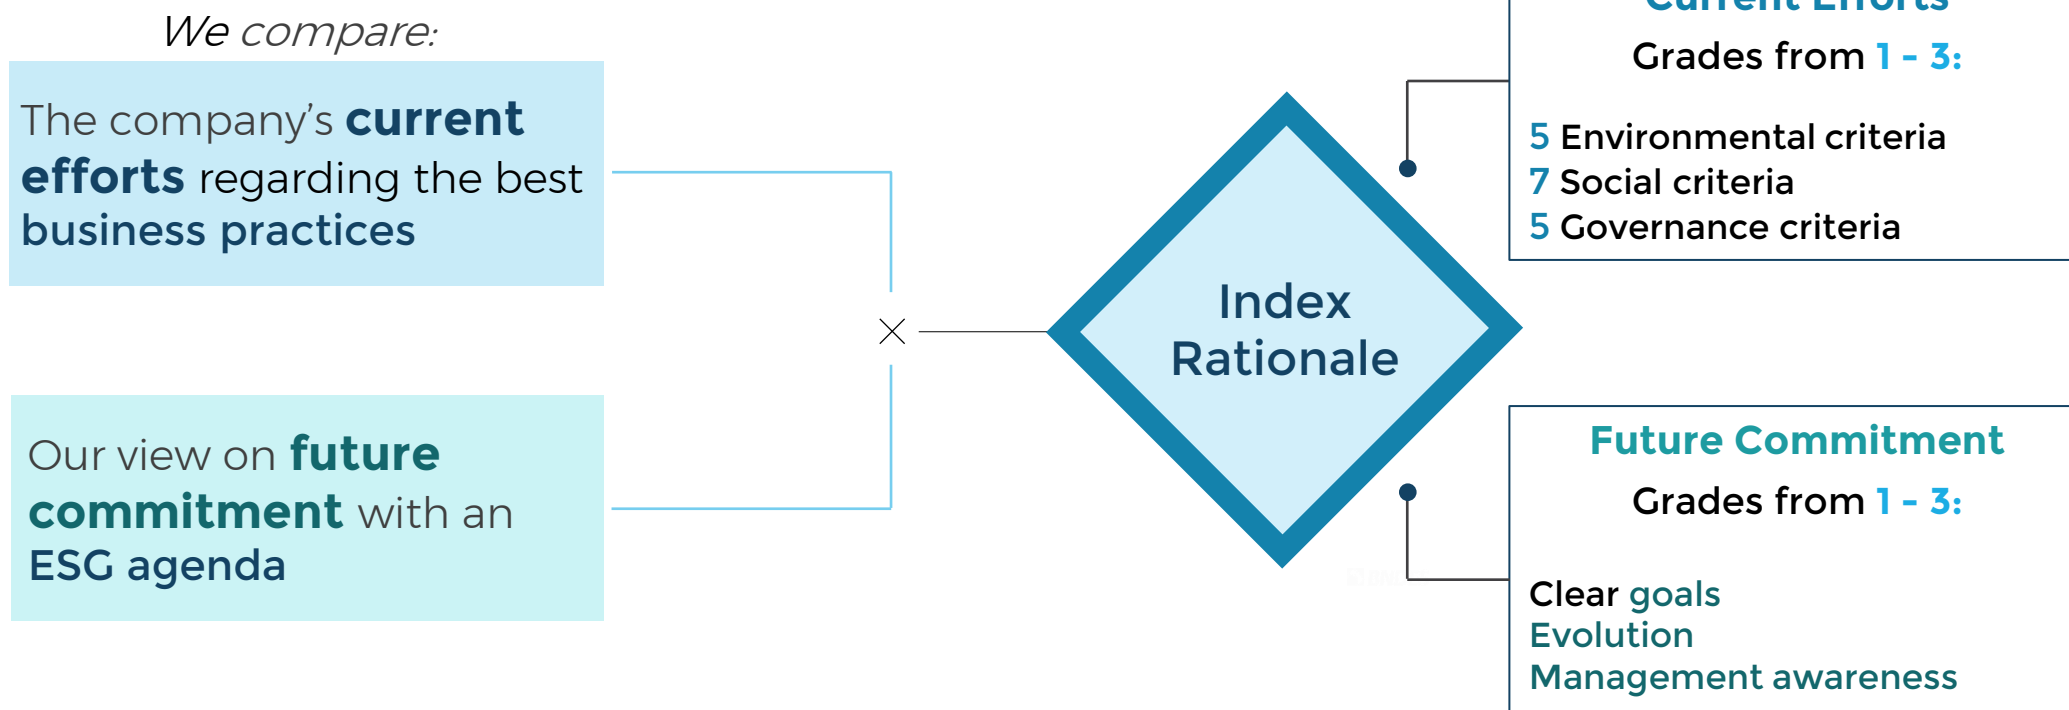 We compare:
The company’s current
efforts regarding the best
business practices
Our view on future
commitment with an
ESG agenda
×
Index
Rationale
Current Efforts
Grades from 1 - 3:
5 Environmental criteria
7 Social criteria
5 Governance criteria
Future Commitment
Grades from 1 - 3:
Clear goals
Evolution
Management awareness